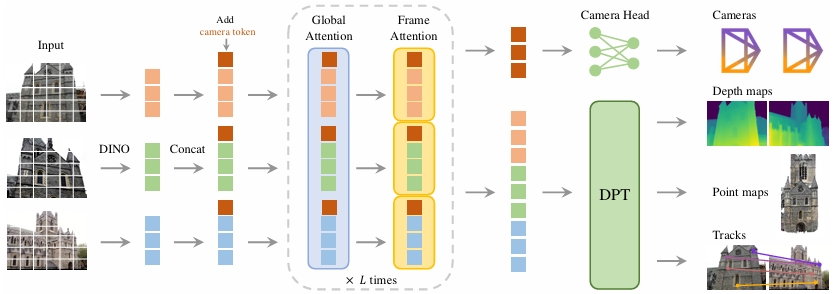 Input
Add
camera token
Global
Attention
Frame
Attention
Camera Head
Cameras
Depth maps
DINO
Concat
DPT
Point maps
Tracks
× L times